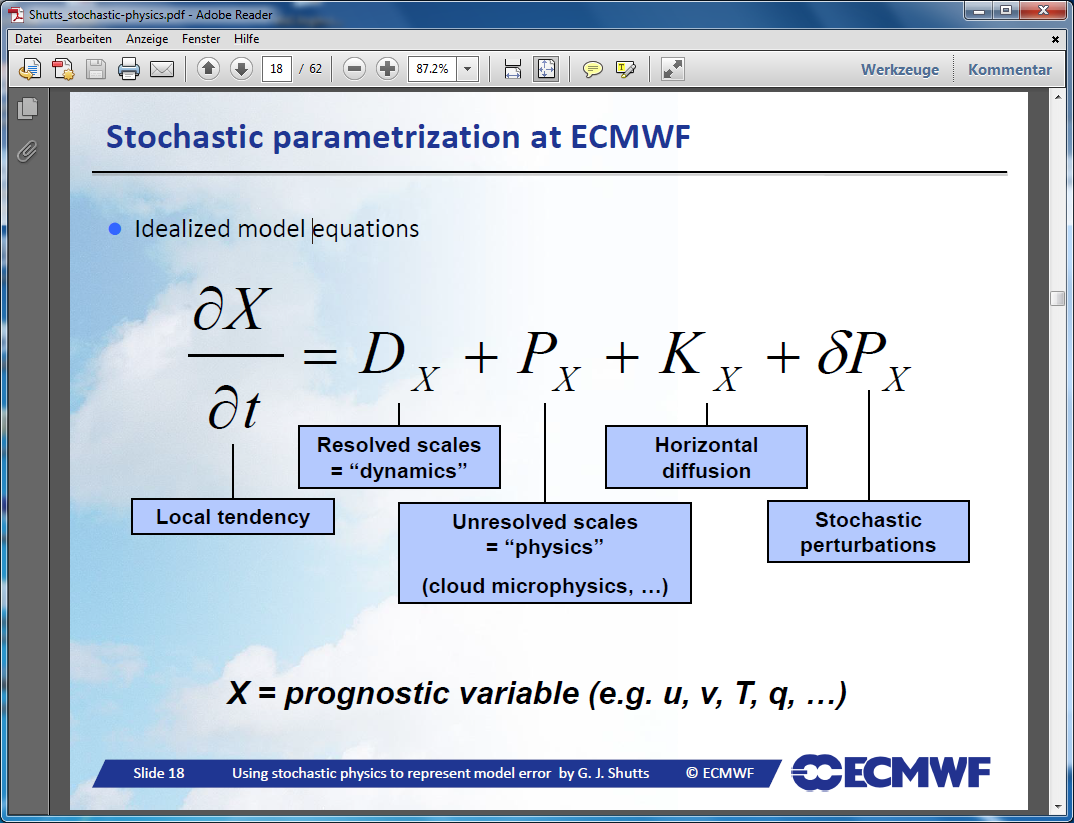 Shutts_stochastic-physics.pdf - Adobe Reader
Datei Bearbeiten Anzeige Fenster Hilfe
18 / 62 87.2% Werkzeuge Kommentar
Stochastic parametrization at ECMWF
Idealized model equations
∂X/∂t = D_X + P_X + K_X + δP_X
Resolved scales
= “dynamics”
Horizontal
diffusion
Local tendency
Unresolved scales
= “physics”
(cloud microphysics, …)
Stochastic
perturbations
X = prognostic variable (e.g. u, v, T, q, …)
Slide 18 Using stochastic physics to represent model error by G. J. Shutts © ECMWF
ECMWF